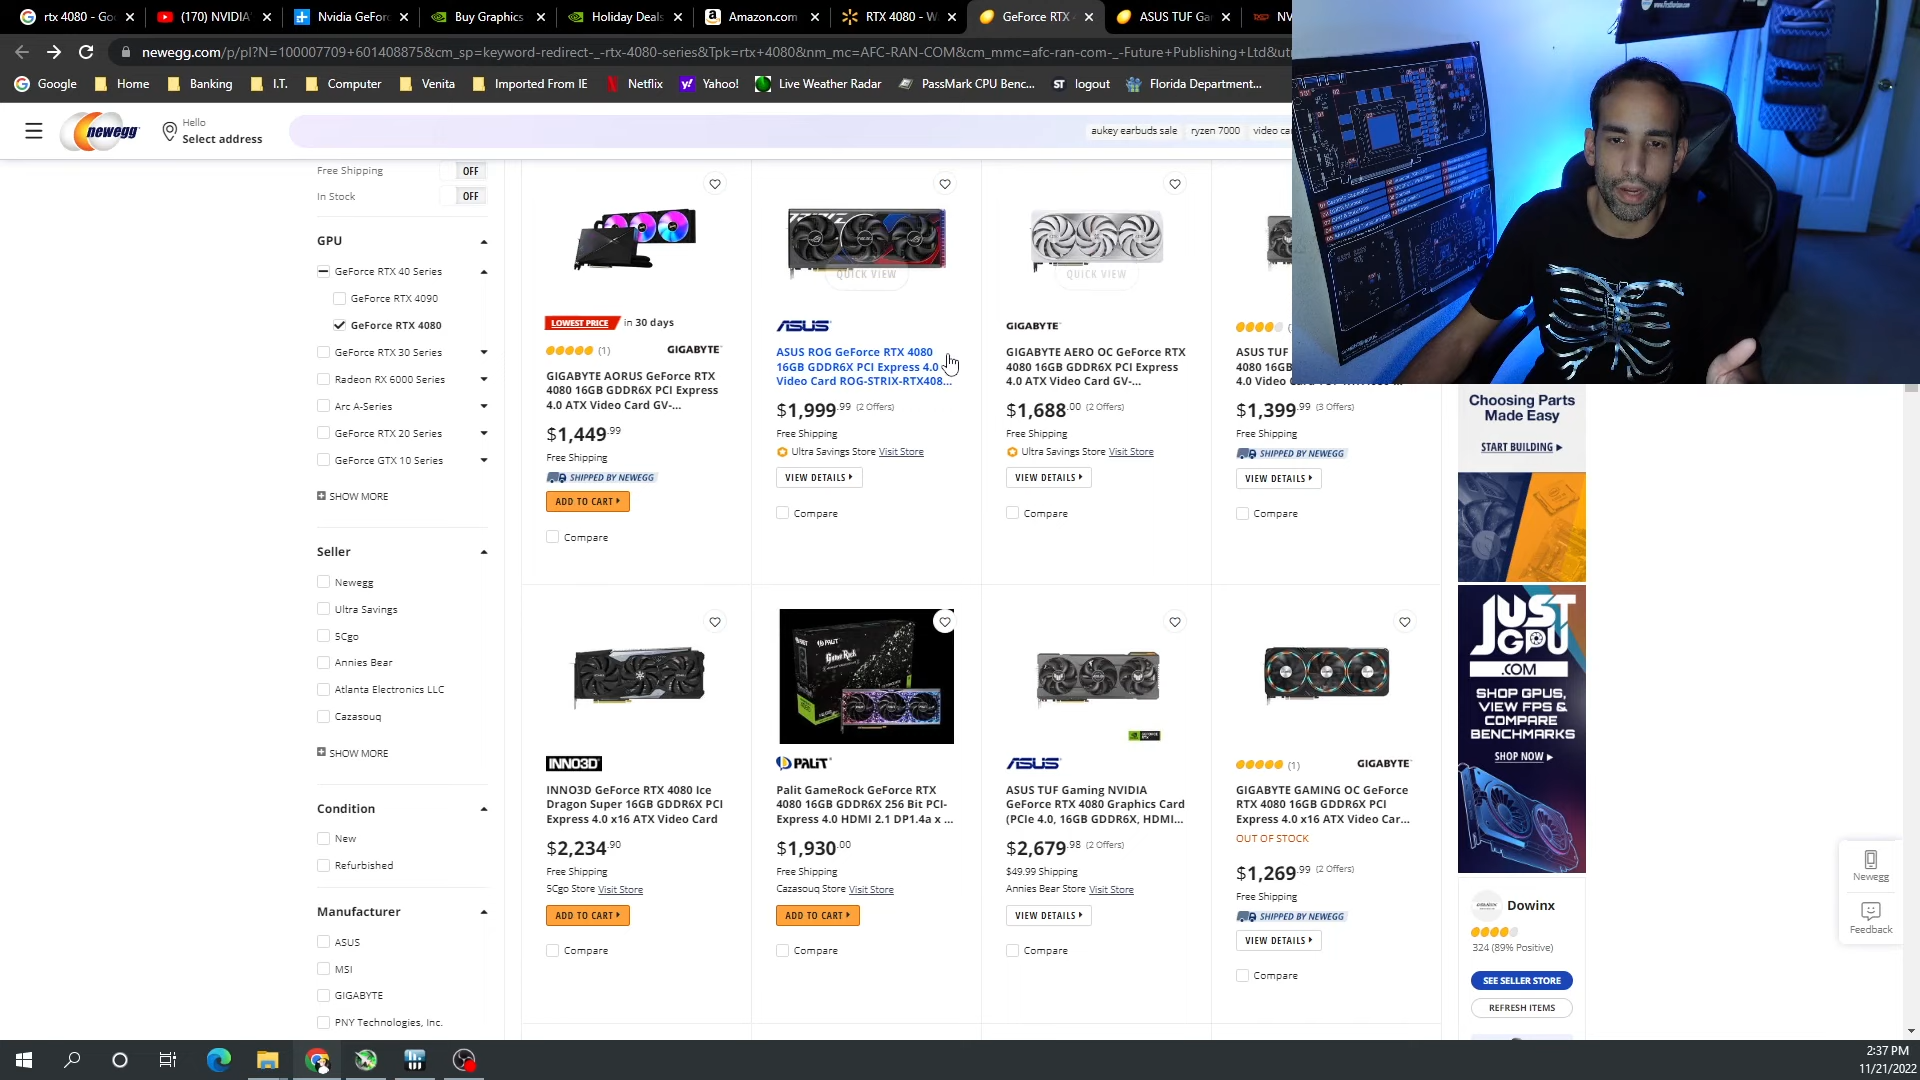 rtx 4080 - Go
(170) NVIDIA
Nvidia GeFor
Buy Graphics
Holiday Deals
Amazon.com
RTX 4080 - W
GeForce RTX
ASUS TUF Ga
NV
newegg.com/p/pl?N=100007709+601408875&cm_sp=keyword-redirect-_-rtx-4080-series&Tpk=rtx+4080&nm_mc=AFC-RAN-COM&cm_mmc=afc-ran-com-_-Future+Publishing+Ltd&ut
Google
Home
Banking
I.T.
Computer
Venita
Imported From IE
Netflix
Yahoo!
Live Weather Radar
PassMark CPU Benc...
ST logout
Florida Department...
newegg
Hello
Select address
aukey earbuds sale
ryzen 7000
video ca
Free Shipping OFF
In Stock OFF
GPU
GeForce RTX 40 Series
GeForce RTX 4090
GeForce RTX 4080
GeForce RTX 30 Series
Radeon RX 6000 Series
Arc A-Series
GeForce RTX 20 Series
GeForce GTX 10 Series
SHOW MORE
Seller
Newegg
Ultra Savings
5Cgo
Annies Bear
Atlanta Electronics LLC
Cazasouq
SHOW MORE
Condition
New
Refurbished
Manufacturer
ASUS
MSI
GIGABYTE
PNY Technologies, Inc.
LOWEST PRICE in 30 days
(1) GIGABYTE
GIGABYTE AORUS GeForce RTX
4080 16GB GDDR6X PCI Express
4.0 ATX Video Card GV-...
$1,449.99
Free Shipping
SHIPPED BY NEWEGG
ADD TO CART
Compare
QUICK VIEW
ASUS
ASUS ROG GeForce RTX 4080
16GB GDDR6X PCI Express 4.0
Video Card ROG-STRIX-RTX408...
$1,999.99 (2 Offers)
Free Shipping
Ultra Savings Store Visit Store
VIEW DETAILS
Compare
QUICK VIEW
GIGABYTE
GIGABYTE AERO OC GeForce RTX
4080 16GB GDDR6X PCI Express
4.0 ATX Video Card GV-...
$1,688.00 (2 Offers)
Free Shipping
Ultra Savings Store Visit Store
VIEW DETAILS
Compare
ASUS TUF
4080 16GB
4.0 Video
$1,399.99 (3 Offers)
Free Shipping
SHIPPED BY NEWEGG
VIEW DETAILS
Compare
INNO3D
INNO3D GeForce RTX 4080 Ice
Dragon Super 16GB GDDR6X PCI
Express 4.0 x16 ATX Video Card
$2,234.90
Free Shipping
5Cgo Store Visit Store
ADD TO CART
Compare
PALIT
GameRock
PALIT
Palit GameRock GeForce RTX
4080 16GB GDDR6X 256 Bit PCI-
Express 4.0 HDMI 2.1 DP1.4a x ...
$1,930.00
Free Shipping
Cazasouq Store Visit Store
ADD TO CART
Compare
ASUS
ASUS TUF Gaming NVIDIA
GeForce RTX 4080 Graphics Card
(PCIe 4.0, 16GB GDDR6X, HDMI...
$2,679.98 (2 Offers)
$49.99 Shipping
Annies Bear Store Visit Store
VIEW DETAILS
Compare
(1) GIGABYTE
GIGABYTE GAMING OC GeForce
RTX 4080 16GB GDDR6X PCI
Express 4.0 x16 ATX Video Car...
OUT OF STOCK
$1,269.99 (2 Offers)
Free Shipping
SHIPPED BY NEWEGG
VIEW DETAILS
Compare
Choosing Parts
Made Easy
START BUILDING
JUST
GPU
.COM
SHOP GPUS,
VIEW FPS &
COMPARE
BENCHMARKS
SHOP NOW
Dowinx
324 (89% Positive)
SEE SELLER STORE
REFRESH ITEMS
Newegg
Feedback
2:37 PM
11/21/2022